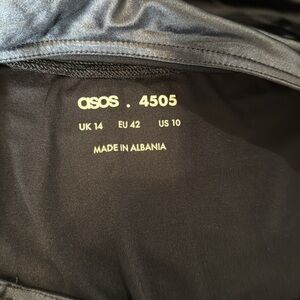 asos . 4505
UK 14 EU 42 US 10
MADE IN ALBANIA